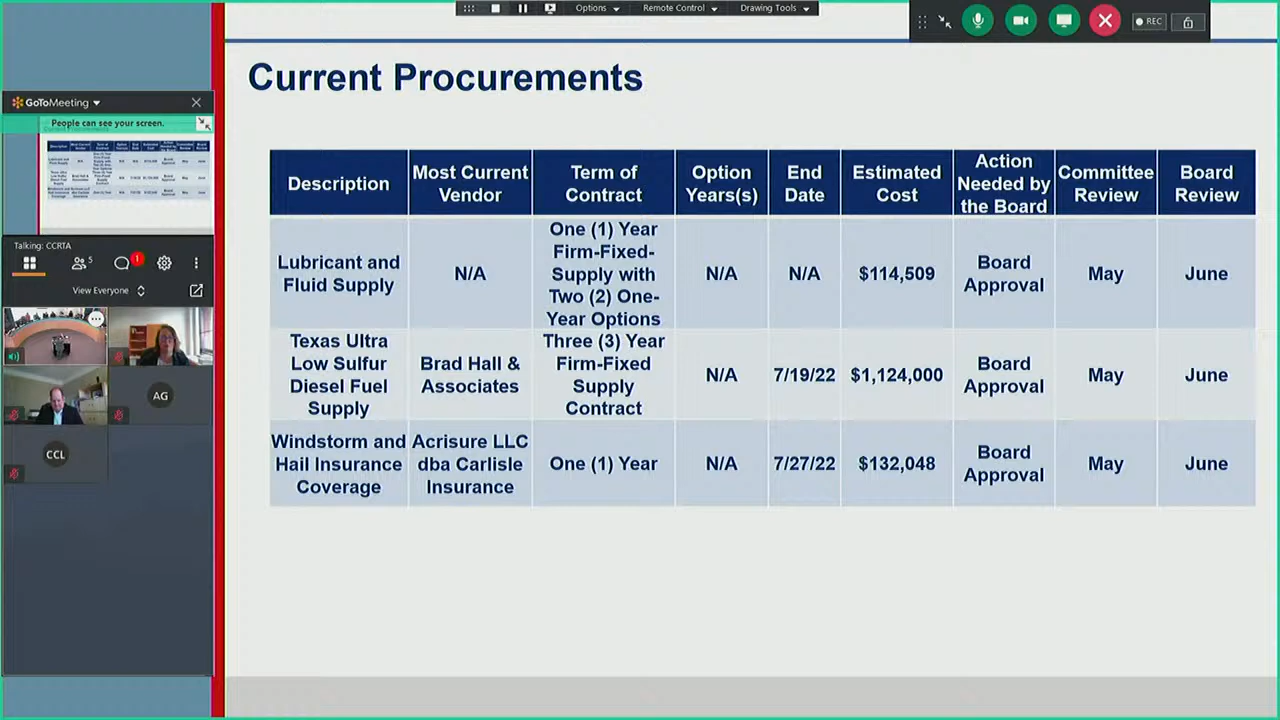 Options
Remote Control
Drawing Tools
REC
Current Procurements
GoToMeeting
People can see your screen.
Talking: CCRTA
5
1
View Everyone
AG
CCL
Description
Most Current
Vendor
Term of
Contract
Option
Years(s)
End
Date
Estimated
Cost
Action
Needed by
the Board
Committee
Review
Board
Review
Lubricant and
Fluid Supply
N/A
One (1) Year
Firm-Fixed-
Supply with
Two (2) One-
Year Options
N/A
N/A
$114,509
Board
Approval
May
June
Texas Ultra
Low Sulfur
Diesel Fuel
Supply
Brad Hall &
Associates
Three (3) Year
Firm-Fixed
Supply
Contract
N/A
7/19/22
$1,124,000
Board
Approval
May
June
Windstorm and
Hail Insurance
Coverage
Acrisure LLC
dba Carlisle
Insurance
One (1) Year
N/A
7/27/22
$132,048
Board
Approval
May
June